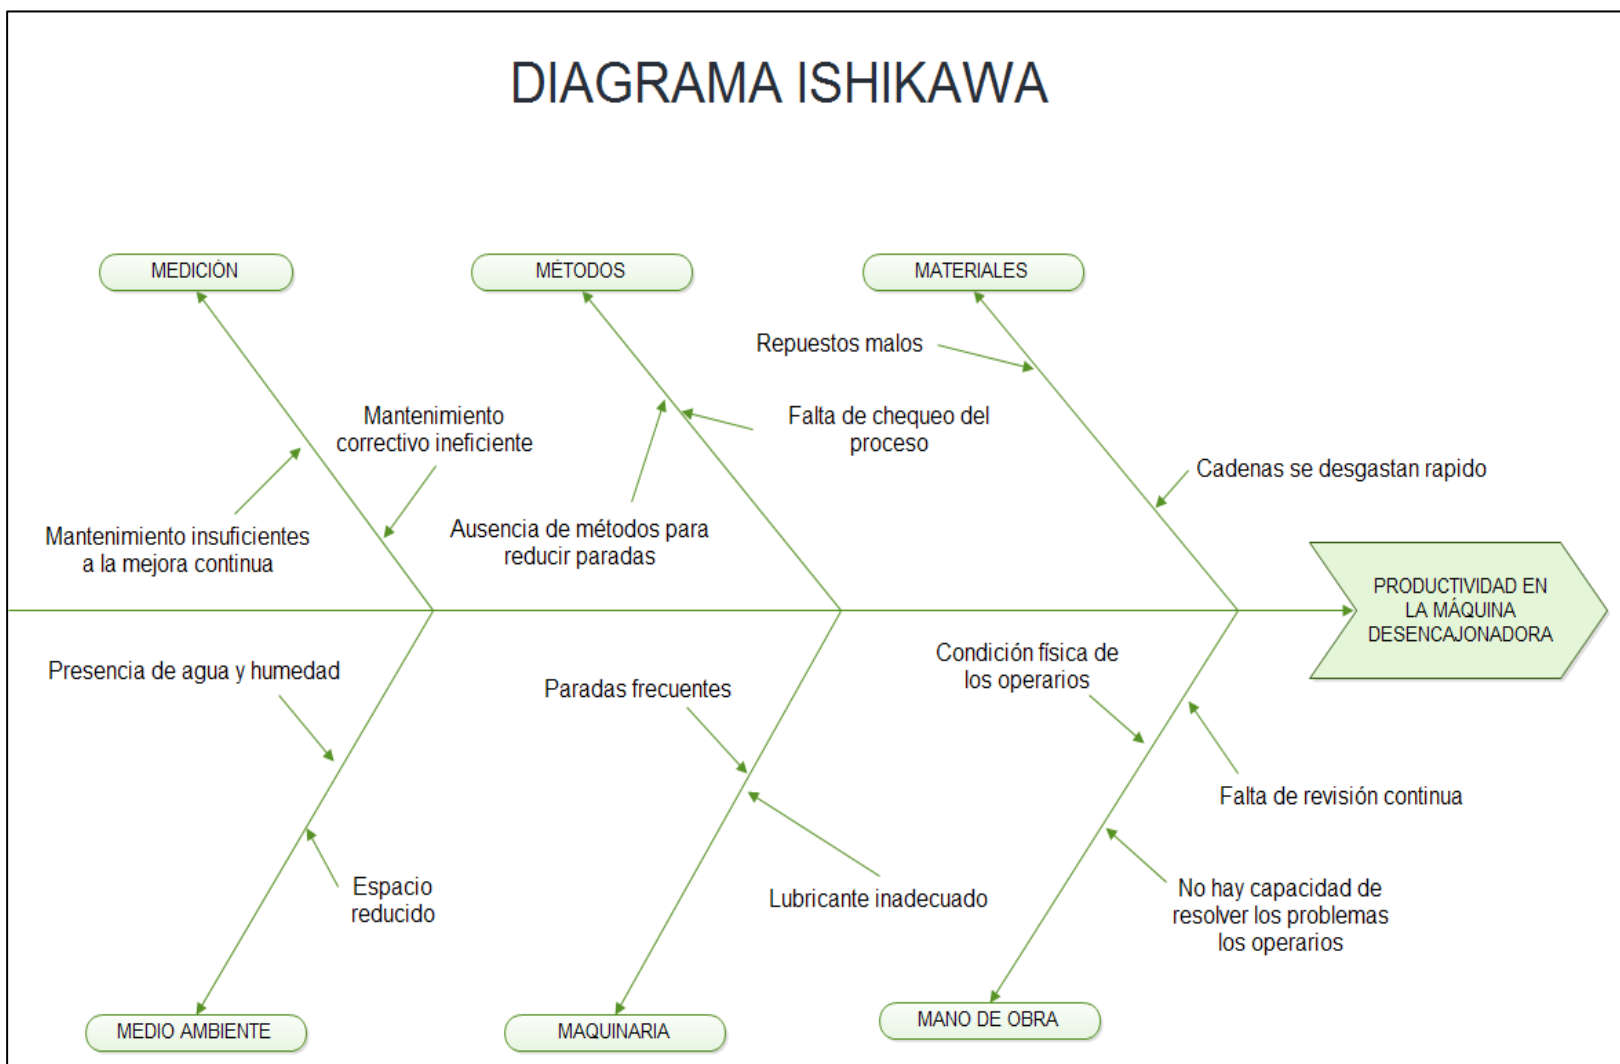 DIAGRAMA ISHIKAWA
MEDICIÓN
MÉTODOS
MATERIALES
Repuestos malos
Mantenimiento
correctivo ineficiente
Falta de chequeo del
proceso
Cadenas se desgastan rapido
Mantenimiento insuficientes
a la mejora continua
Ausencia de métodos para
reducir paradas
PRODUCTIVIDAD EN
LA MÁQUINA
DESENCAJONADORA
Presencia de agua y humedad
Paradas frecuentes
Condición física de
los operarios
Falta de revisión continua
Espacio
reducido
Lubricante inadecuado
No hay capacidad de
resolver los problemas
los operarios
MEDIO AMBIENTE
MAQUINARIA
MANO DE OBRA